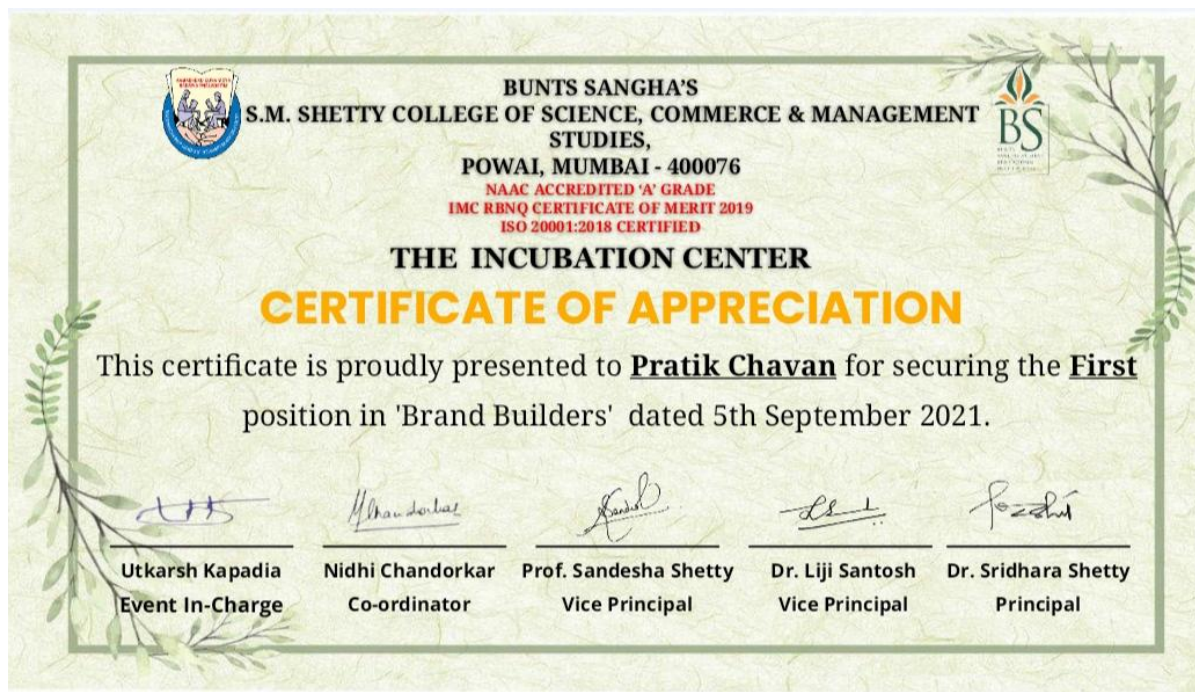 BUNTS SANGHA'S
S.M. SHETTY COLLEGE OF SCIENCE, COMMERCE & MANAGEMENT
STUDIES,
POWAI, MUMBAI - 400076
NAAC ACCREDITED 'A' GRADE
IMC RBNQ CERTIFICATE OF MERIT 2019
ISO 20001:2018 CERTIFIED
BS
THE INCUBATION CENTER
CERTIFICATE OF APPRECIATION
This certificate is proudly presented to Pratik Chavan for securing the First
position in 'Brand Builders' dated 5th September 2021.
Utkarsh Kapadia
Event In-Charge
Nidhi Chandorkar
Co-ordinator
Prof. Sandesha Shetty
Vice Principal
Dr. Liji Santosh
Vice Principal
Dr. Sridhara Shetty
Principal